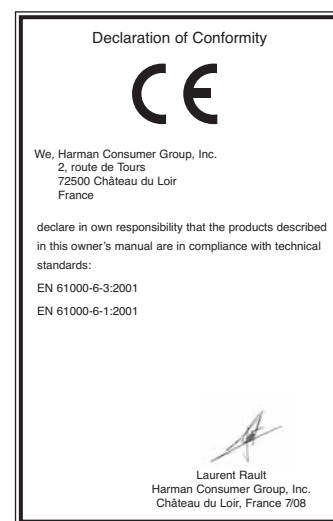 Declaration of Conformity
CE
We, Harman Consumer Group, Inc.
2, route de Tours
72500 Château du Loir
France
declare in own responsibility that the products described
in this owner's manual are in compliance with technical
standards:
EN 61000-6-3:2001
EN 61000-6-1:2001
Laurent Rault
Harman Consumer Group, Inc.
Château du Loir, France 7/08